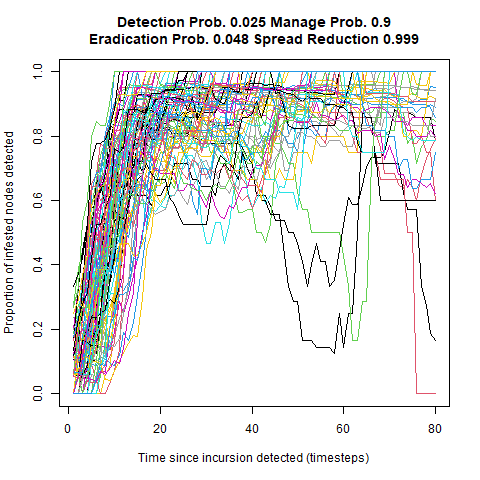 Detection Prob. 0.025 Manage Prob. 0.9
Eradication Prob. 0.048 Spread Reduction 0.999
Proportion of infested nodes detected
1.0
0.8
0.6
0.4
0.2
0.0
0 20 40 60 80
Time since incursion detected (timesteps)